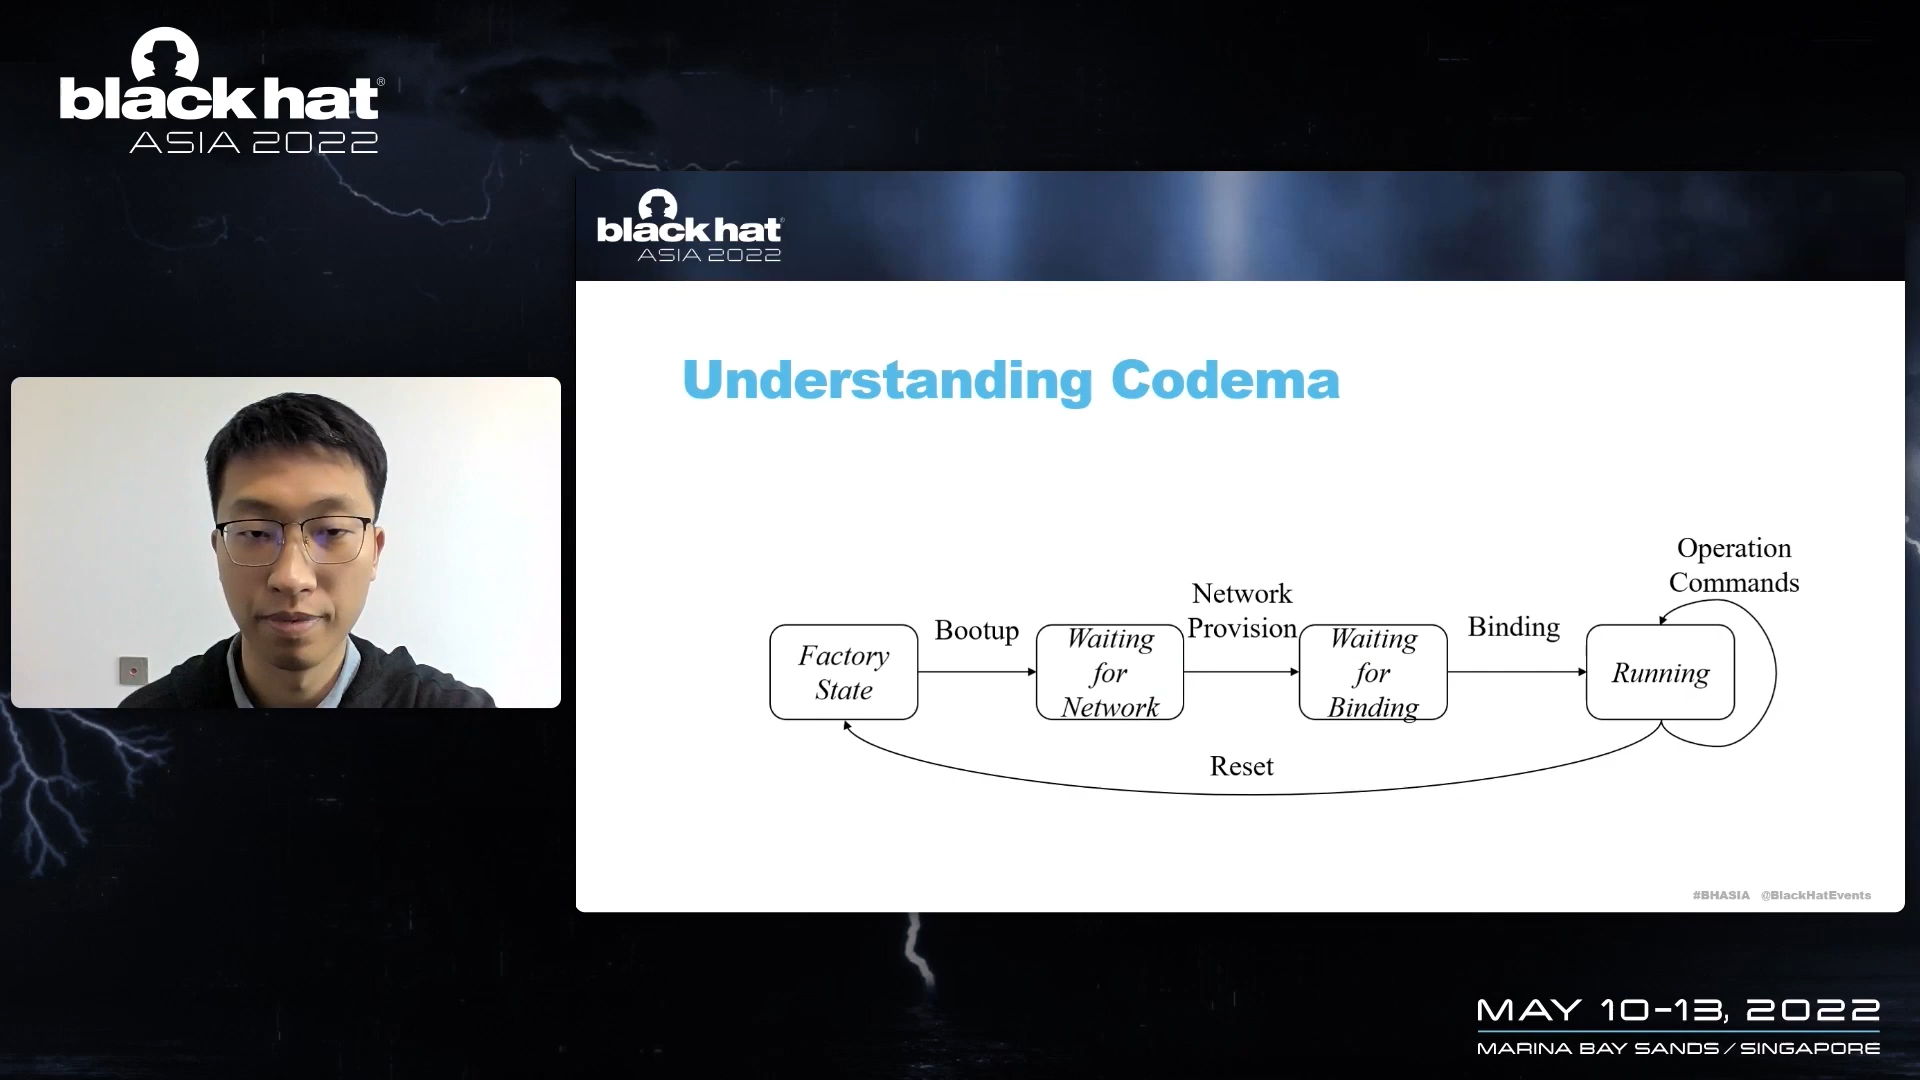 black hat®
ASIA 2022
black hat®
ASIA 2022
Understanding Codema
Factory
State
Bootup
Waiting
for
Network
Network
Provision
Waiting
for
Binding
Binding
Running
Operation
Commands
Reset
#BHASIA @BlackHatEvents
MAY 10-13, 2022
MARINA BAY SANDS / SINGAPORE